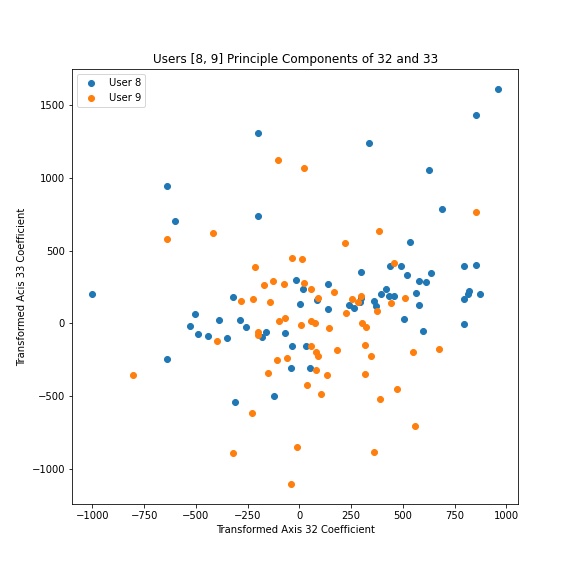 Users [8, 9] Principle Components of 32 and 33
User 8
User 9
1500
1000
500
0
−500
−1000
Transformed Acis 33 Coefficient
−1000 −750 −500 −250 0 250 500 750 1000
Transformed Axis 32 Coefficient